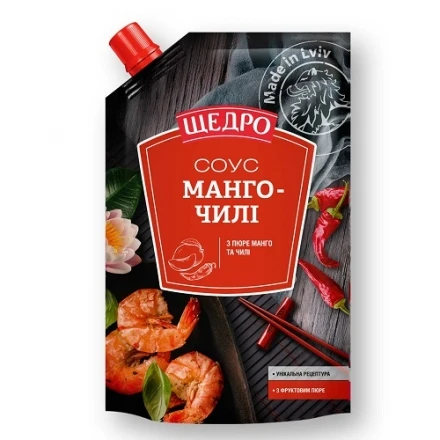 Made in Lviv
ЩЕДРО
СОУС
МАНГО-
ЧИЛІ
З ПЮРЕ МАНГО
ТА ЧИЛІ
• УНІКАЛЬНА РЕЦЕПТУРА
• З ФРУКТОВИМ ПЮРЕ